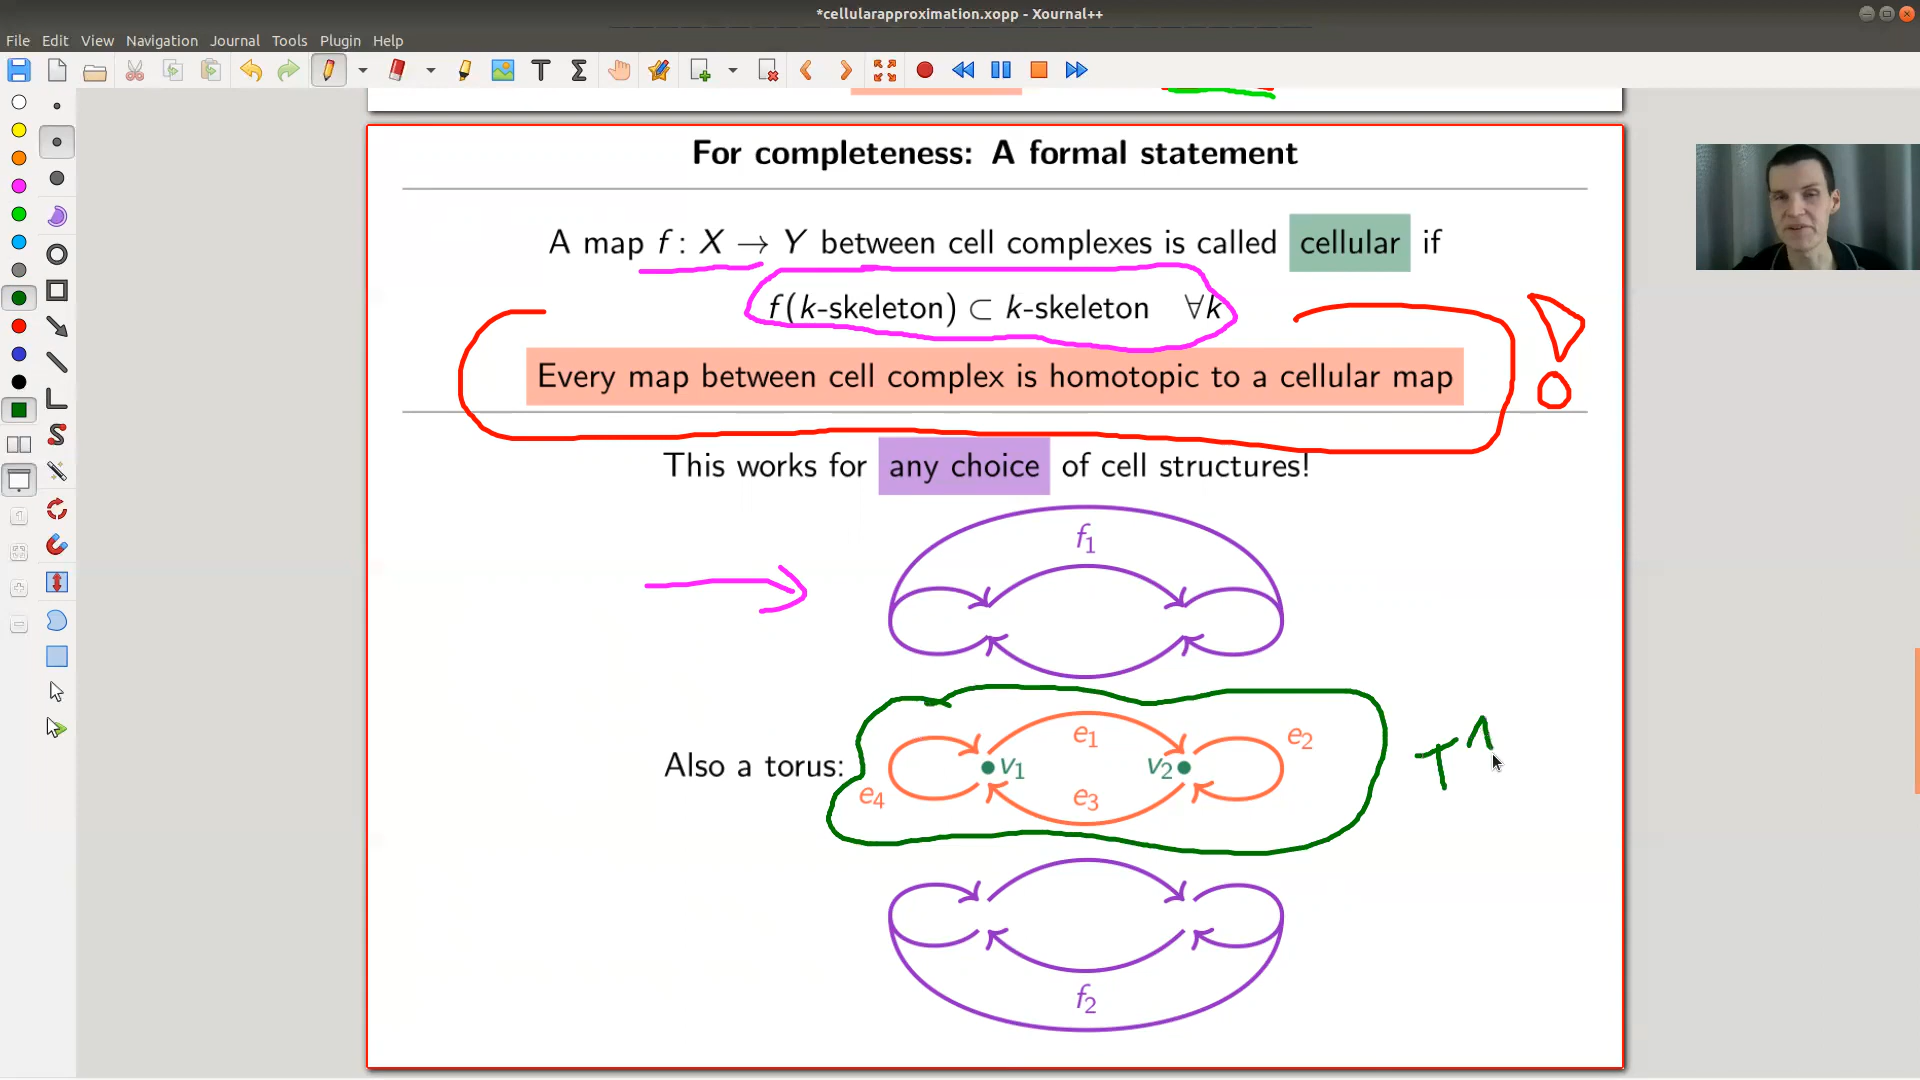 *cellularapproximation.xopp - Xournal++
File Edit View Navigation Journal Tools Plugin Help
For completeness: A formal statement
A map f : X → Y between cell complexes is called cellular if
f(k-skeleton) ⊂ k-skeleton ∀k
Every map between cell complex is homotopic to a cellular map
This works for any choice of cell structures!
f₁
Also a torus:
e₁
e₂
v₁
v₂
e₄
e₃
T¹
f₂